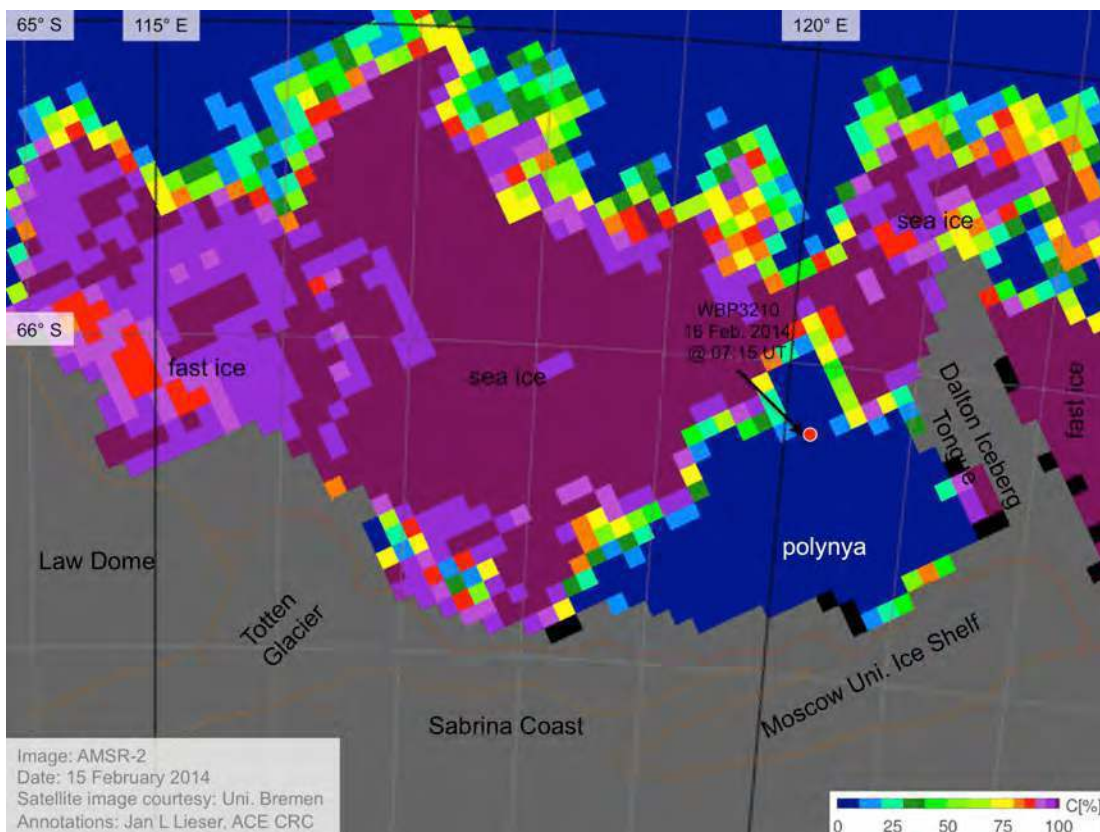 65° S
115° E
120° E
sea ice
WBP3210
16 Feb. 2014
@ 07:15 UT
66° S
fast ice
sea ice
Dalton Iceberg
Tongue
fast ice
polynya
Law Dome
Totten
Glacier
Moscow Uni. Ice Shelf
Sabrina Coast
Image: AMSR-2
Date: 15 February 2014
Satellite image courtesy: Uni. Bremen
Annotations: Jan L Lieser, ACE CRC
C[%]
0 25 50 75 100